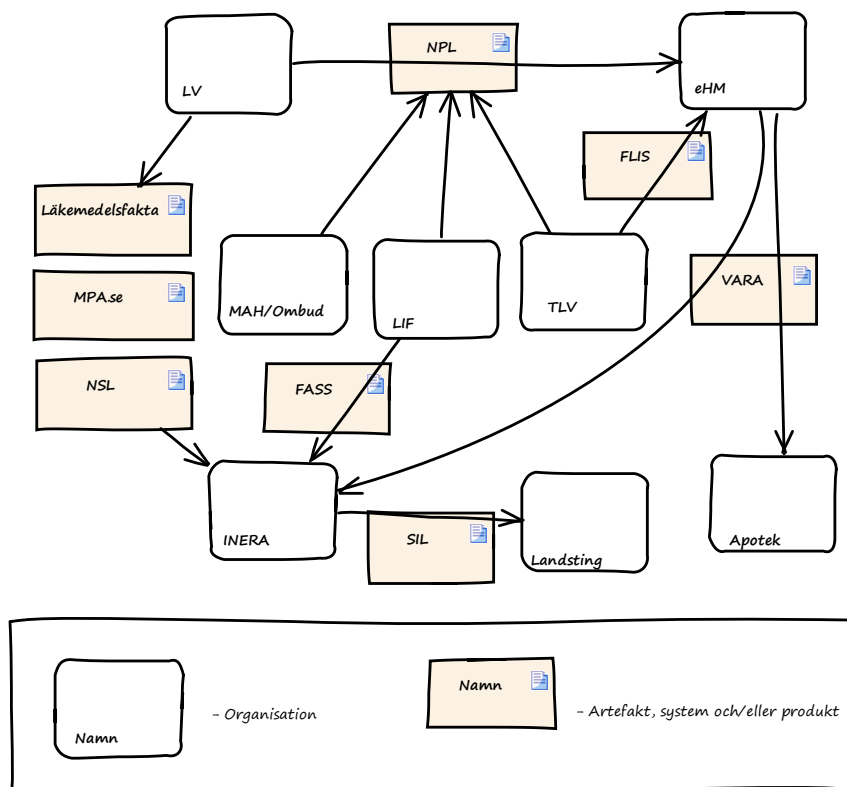 NPL
LV
eHM
FLIS
Läkemedelsfakta
MPA.se
MAH/Ombud
LIF
TLV
VARA
NSL
FASS
INERA
SIL
Landsting
Apotek
Namn
- Organisation
Namn
- Artefakt, system och/eller produkt